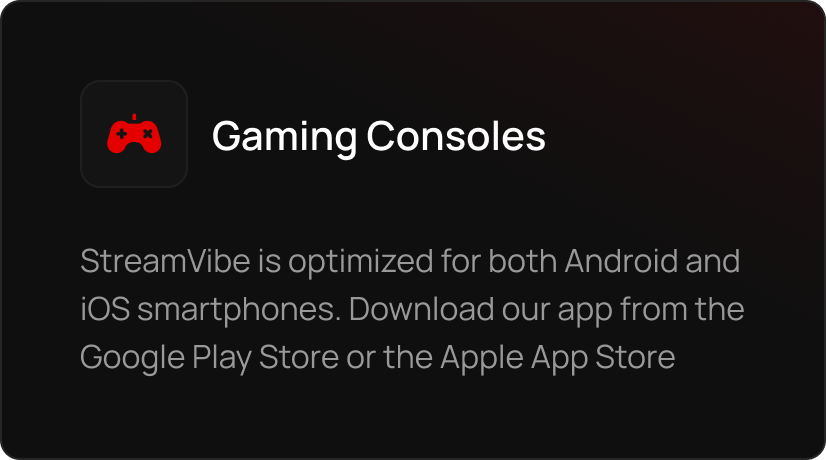 Gaming Consoles
StreamVibe is optimized for both Android and
iOS smartphones. Download our app from the
Google Play Store or the Apple App Store